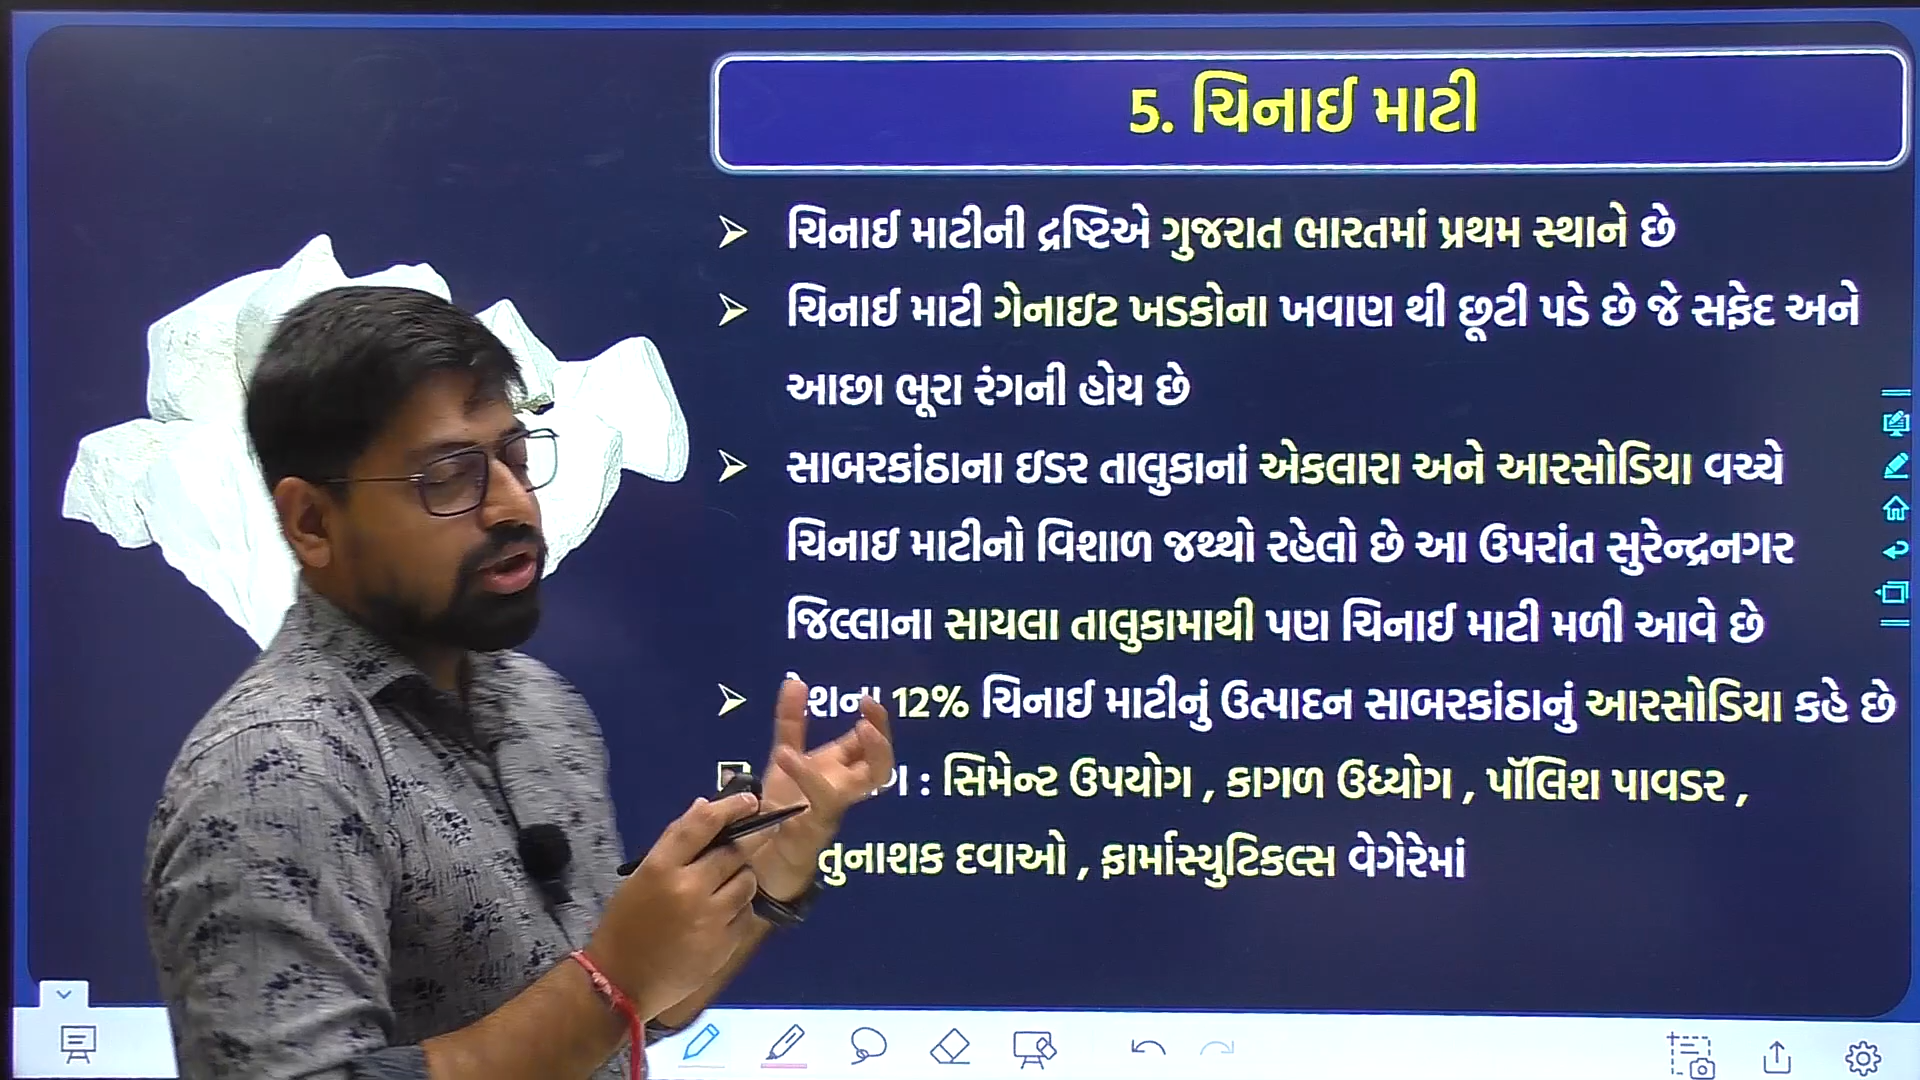 5. ચિનાઈ માટી
ચિનાઈ માટીની દ્રષ્ટિએ ગુજરાત ભારતમાં પ્રથમ સ્થાને છે
ચિનાઈ માટી ગેનાઇટ ખડકોના ખવાણ થી છૂટી પડે છે જે સફેદ અને
આછા ભૂરા રંગની હોય છે
સાબરકાંઠાના ઇડર તાલુકાનાં એકલારા અને આરસોડિયા વચ્ચે
ચિનાઇ માટીનો વિશાળ જથ્થો રહેલો છે આ ઉપરાંત સુરેન્દ્રનગર
જિલ્લાના સાયલા તાલુકામાથી પણ ચિનાઈ માટી મળી આવે છે
12% ચિનાઈ માટીનું ઉત્પાદન સાબરકાંઠાનું આરસોડિયા કહે છે
: સિમેન્ટ ઉપયોગ , કાગળ ઉધ્યોગ , પૉલિશ પાવડર ,
દવાઓ , ફાર્માસ્યુટિકલ્સ વેગેરેમાં